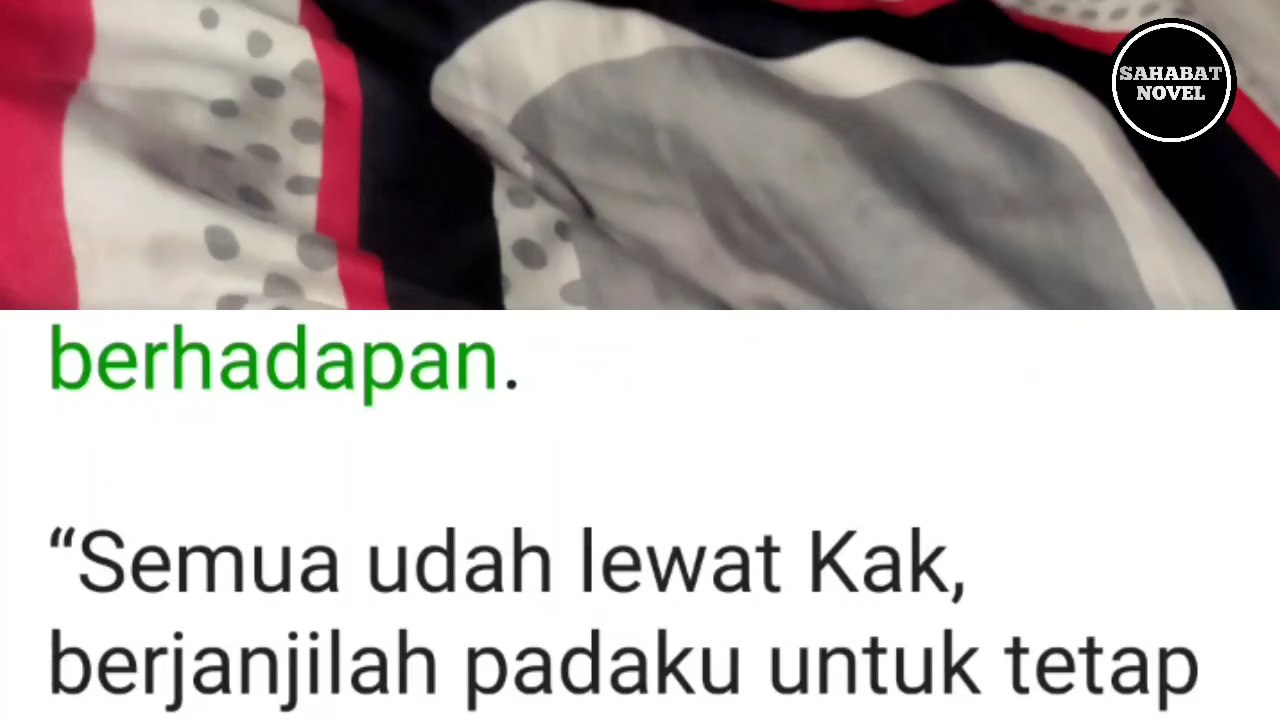 SAHABAT
NOVEL
berhadapan.
“Semua udah lewat Kak,
berjanjilah padaku untuk tetap